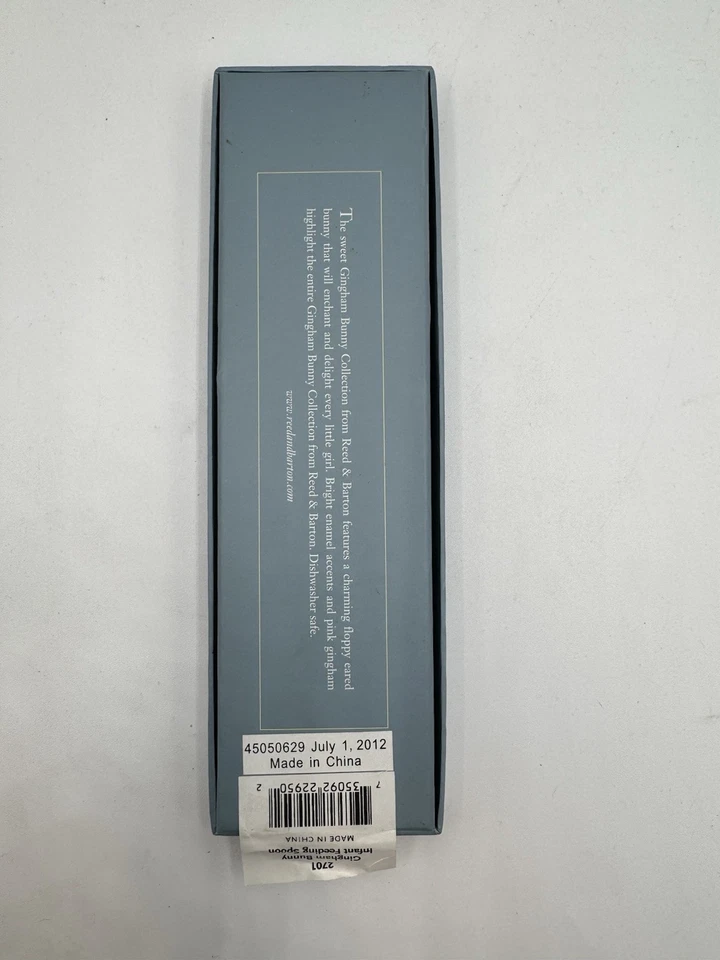 The sweet Gingham Bunny Collection from Reed & Barton features a charming floppy eared
bunny that will enchant and delight every little girl. Bright enamel accents and pink gingham
highlight the entire Gingham Bunny Collection from Reed & Barton. Dishwasher safe.
www.reedandbarton.com
45050629 July 1, 2012
Made in China
2701
Gingham Bunny
Infant Feeding Spoon
MADE IN CHINA
7 35092 22950 2